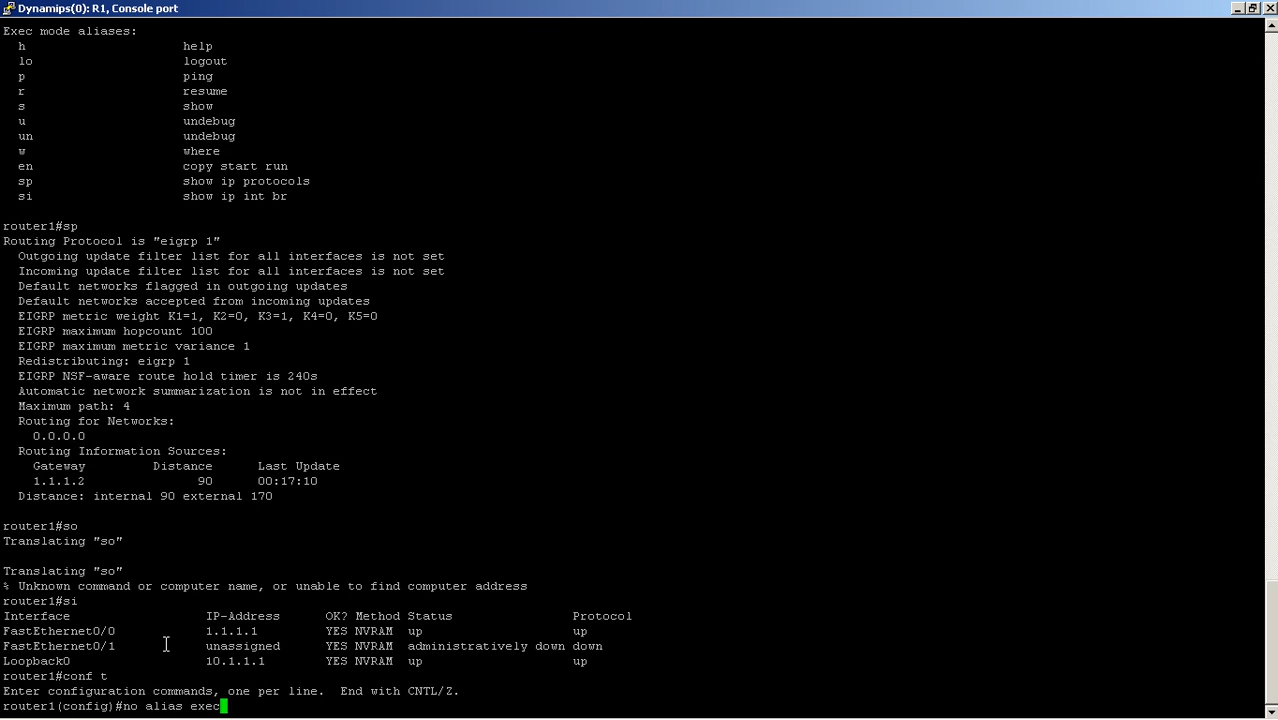 Dynamips(0): R1, Console port
Exec mode aliases:
h help
lo logout
p ping
r resume
s show
u undebug
un undebug
w where
en copy start run
sp show ip protocols
si show ip int br
router1#sp
Routing Protocol is "eigrp 1"
Outgoing update filter list for all interfaces is not set
Incoming update filter list for all interfaces is not set
Default networks flagged in outgoing updates
Default networks accepted from incoming updates
EIGRP metric weight K1=1, K2=0, K3=1, K4=0, K5=0
EIGRP maximum hopcount 100
EIGRP maximum metric variance 1
Redistributing: eigrp 1
EIGRP NSF-aware route hold timer is 240s
Automatic network summarization is not in effect
Maximum path: 4
Routing for Networks:
0.0.0.0
Routing Information Sources:
Gateway Distance Last Update
1.1.1.2 90 00:17:10
Distance: internal 90 external 170
router1#so
Translating "so"
Translating "so"
% Unknown command or computer name, or unable to find computer address
router1#si
Interface IP-Address OK? Method Status Protocol
FastEthernet0/0 1.1.1.1 YES NVRAM up up
FastEthernet0/1 unassigned YES NVRAM administratively down down
Loopback0 10.1.1.1 YES NVRAM up up
router1#conf t
Enter configuration commands, one per line. End with CNTL/Z.
router1(config)#no alias exec